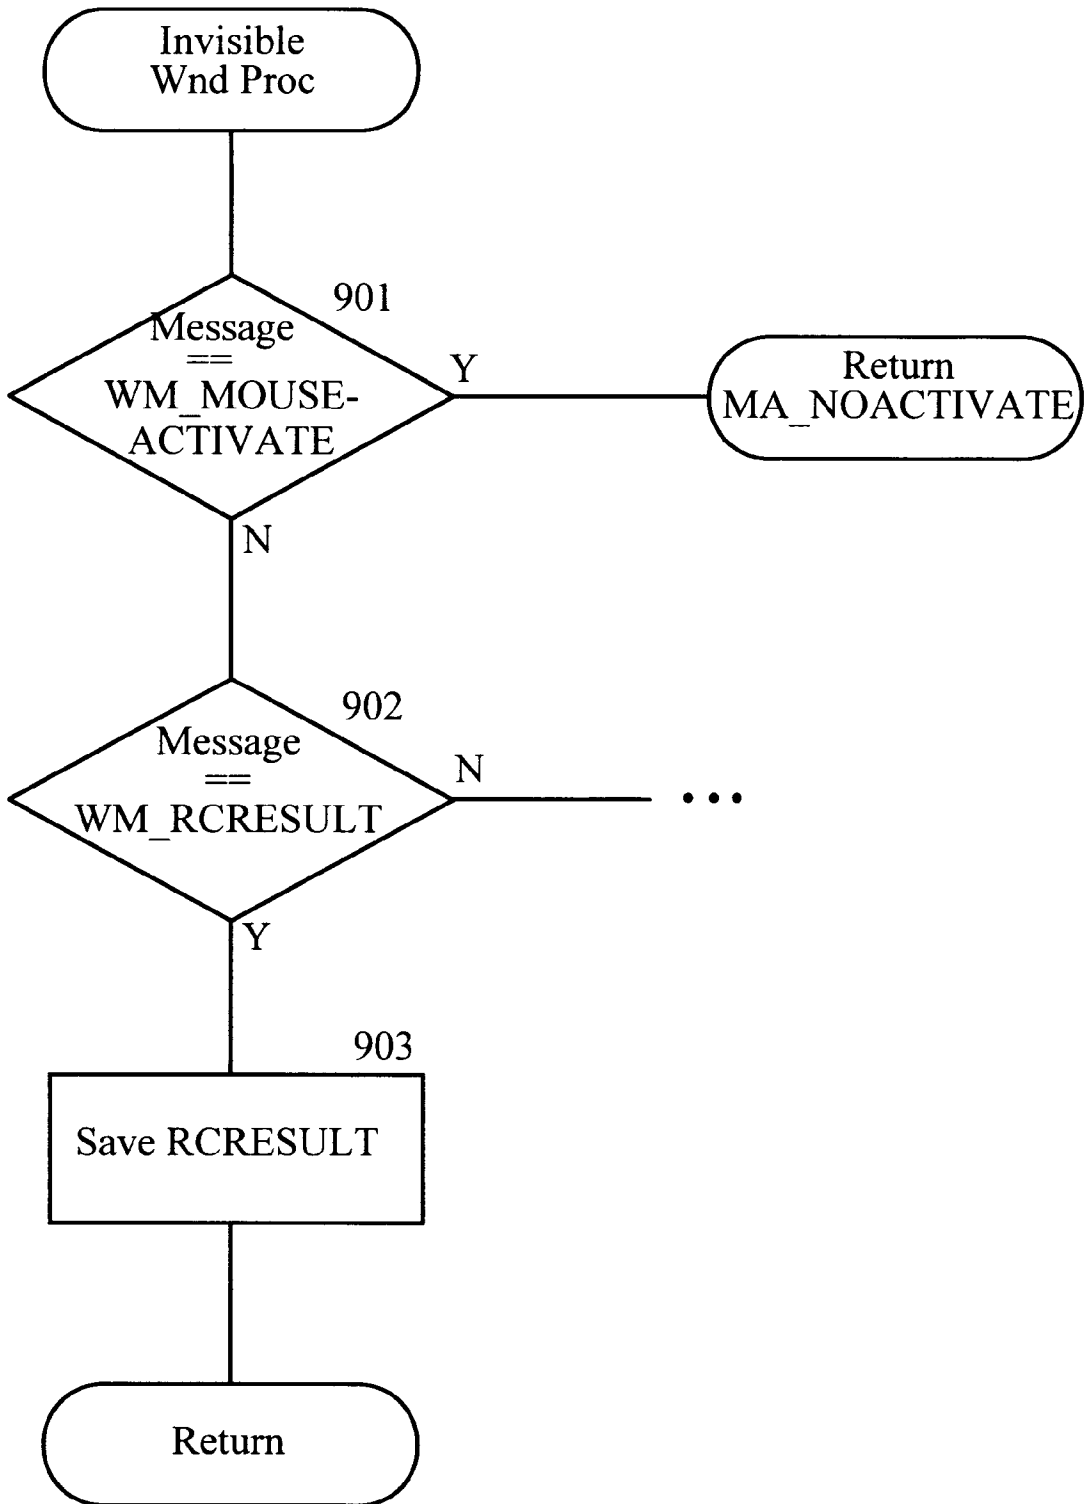 Invisible
Wnd Proc
901
Message
==
WM_MOUSE-
ACTIVATE
Y
Return
MA_NOACTIVATE
N
902
Message
==
WM_RCRESULT
N
...
Y
903
Save RCRESULT
Return